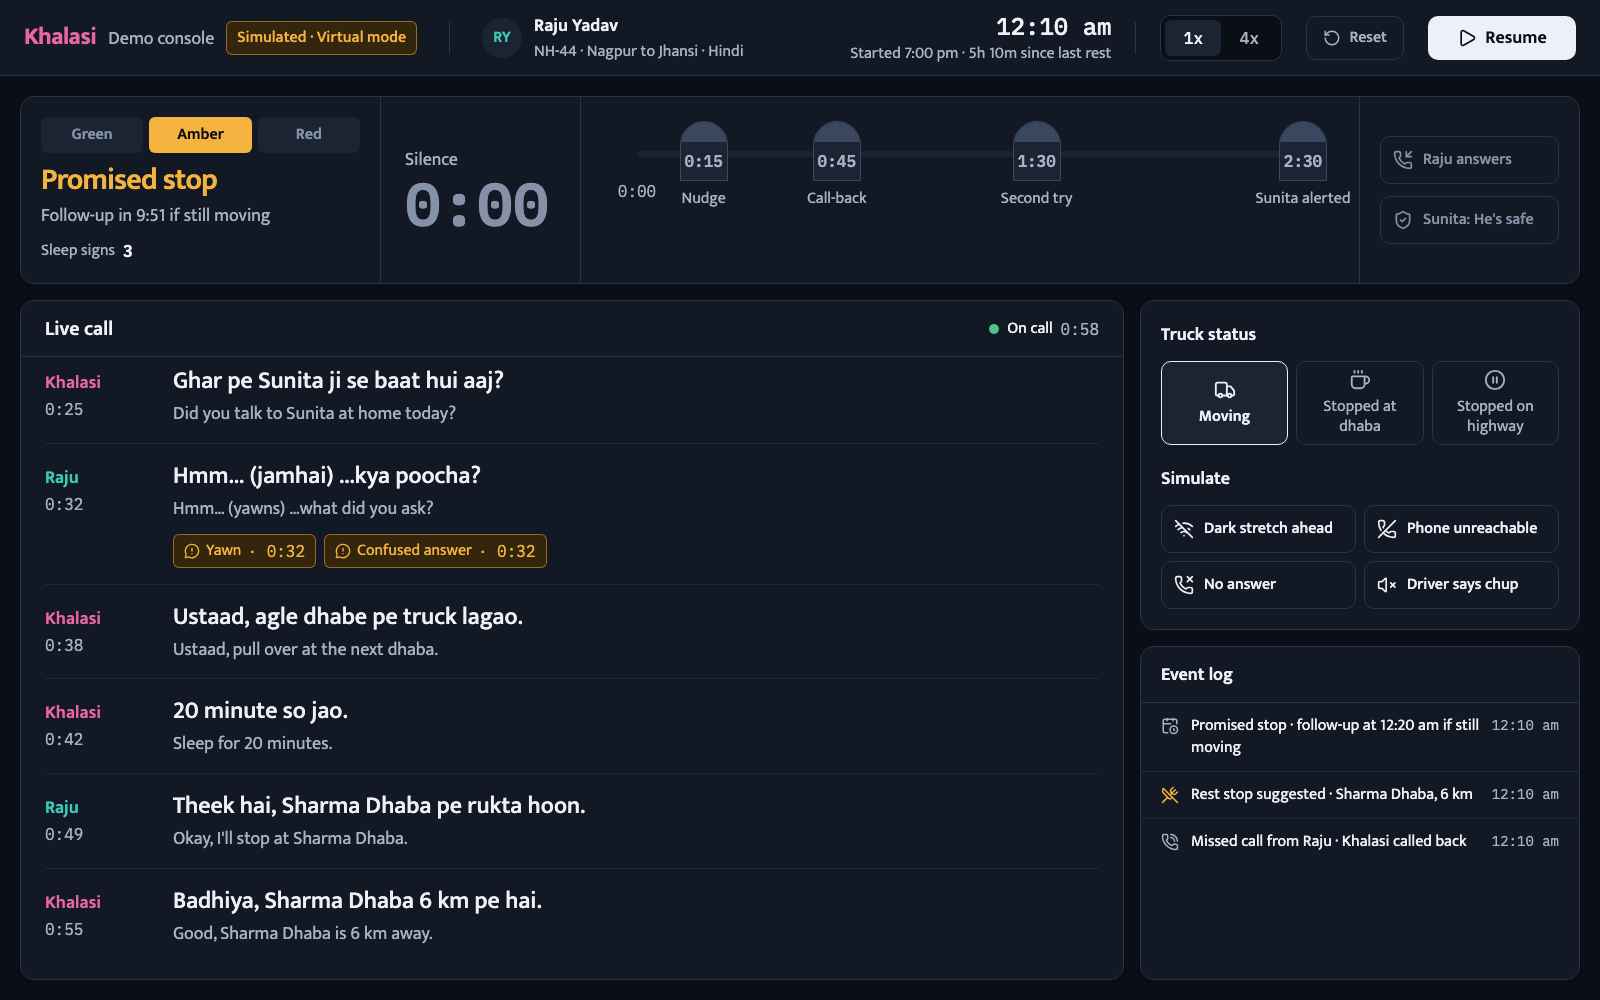 Khalasi Demo console Simulated · Virtual mode
RY
Raju Yadav
NH-44 · Nagpur to Jhansi · Hindi
12:10 am
Started 7:00 pm · 5h 10m since last rest
1x 4x
Reset
Resume
Green Amber Red
Promised stop
Follow-up in 9:51 if still moving
Sleep signs 3
Silence
0:00
0:00
0:15
Nudge
0:45
Call-back
1:30
Second try
2:30
Sunita alerted
Raju answers
Sunita: He's safe
Live call
On call 0:58
Khalasi
0:25
Ghar pe Sunita ji se baat hui aaj?
Did you talk to Sunita at home today?
Raju
0:32
Hmm... (jamhai) ...kya poocha?
Hmm... (yawns) ...what did you ask?
Yawn · 0:32
Confused answer · 0:32
Khalasi
0:38
Ustaad, agle dhabe pe truck lagao.
Ustaad, pull over at the next dhaba.
Khalasi
0:42
20 minute so jao.
Sleep for 20 minutes.
Raju
0:49
Theek hai, Sharma Dhaba pe rukta hoon.
Okay, I'll stop at Sharma Dhaba.
Khalasi
0:55
Badhiya, Sharma Dhaba 6 km pe hai.
Good, Sharma Dhaba is 6 km away.
Truck status
Moving
Stopped at
dhaba
Stopped on
highway
Simulate
Dark stretch ahead
Phone unreachable
No answer
Driver says chup
Event log
Promised stop · follow-up at 12:20 am if still
moving
12:10 am
Rest stop suggested · Sharma Dhaba, 6 km 12:10 am
Missed call from Raju · Khalasi called back 12:10 am